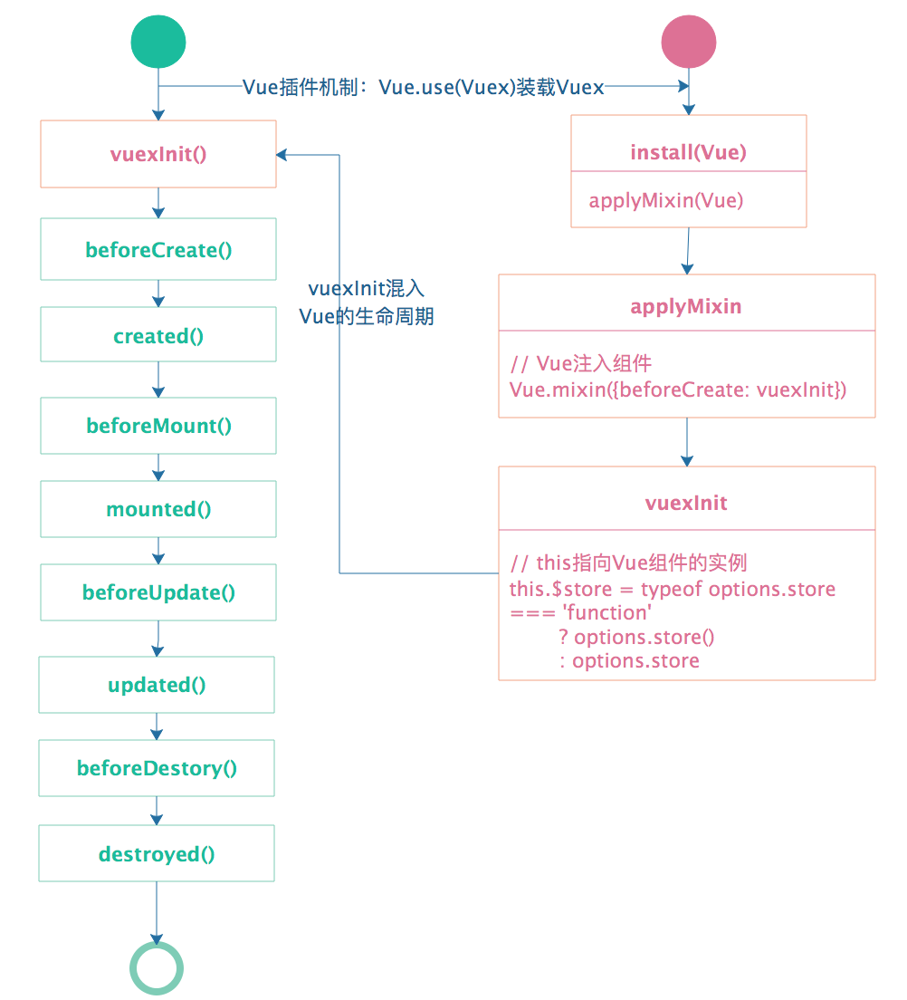 Vue插件机制：Vue.use(Vuex)装载Vuex
vuexInit()
beforeCreate()
created()
beforeMount()
mounted()
beforeUpdate()
updated()
beforeDestory()
destroyed()
vuexInit混入
Vue的生命周期
install(Vue)
applyMixin(Vue)
applyMixin
// Vue注入组件
Vue.mixin({beforeCreate: vuexInit})
vuexInit
// this指向Vue组件的实例
this.$store = typeof options.store
=== 'function'
? options.store()
: options.store